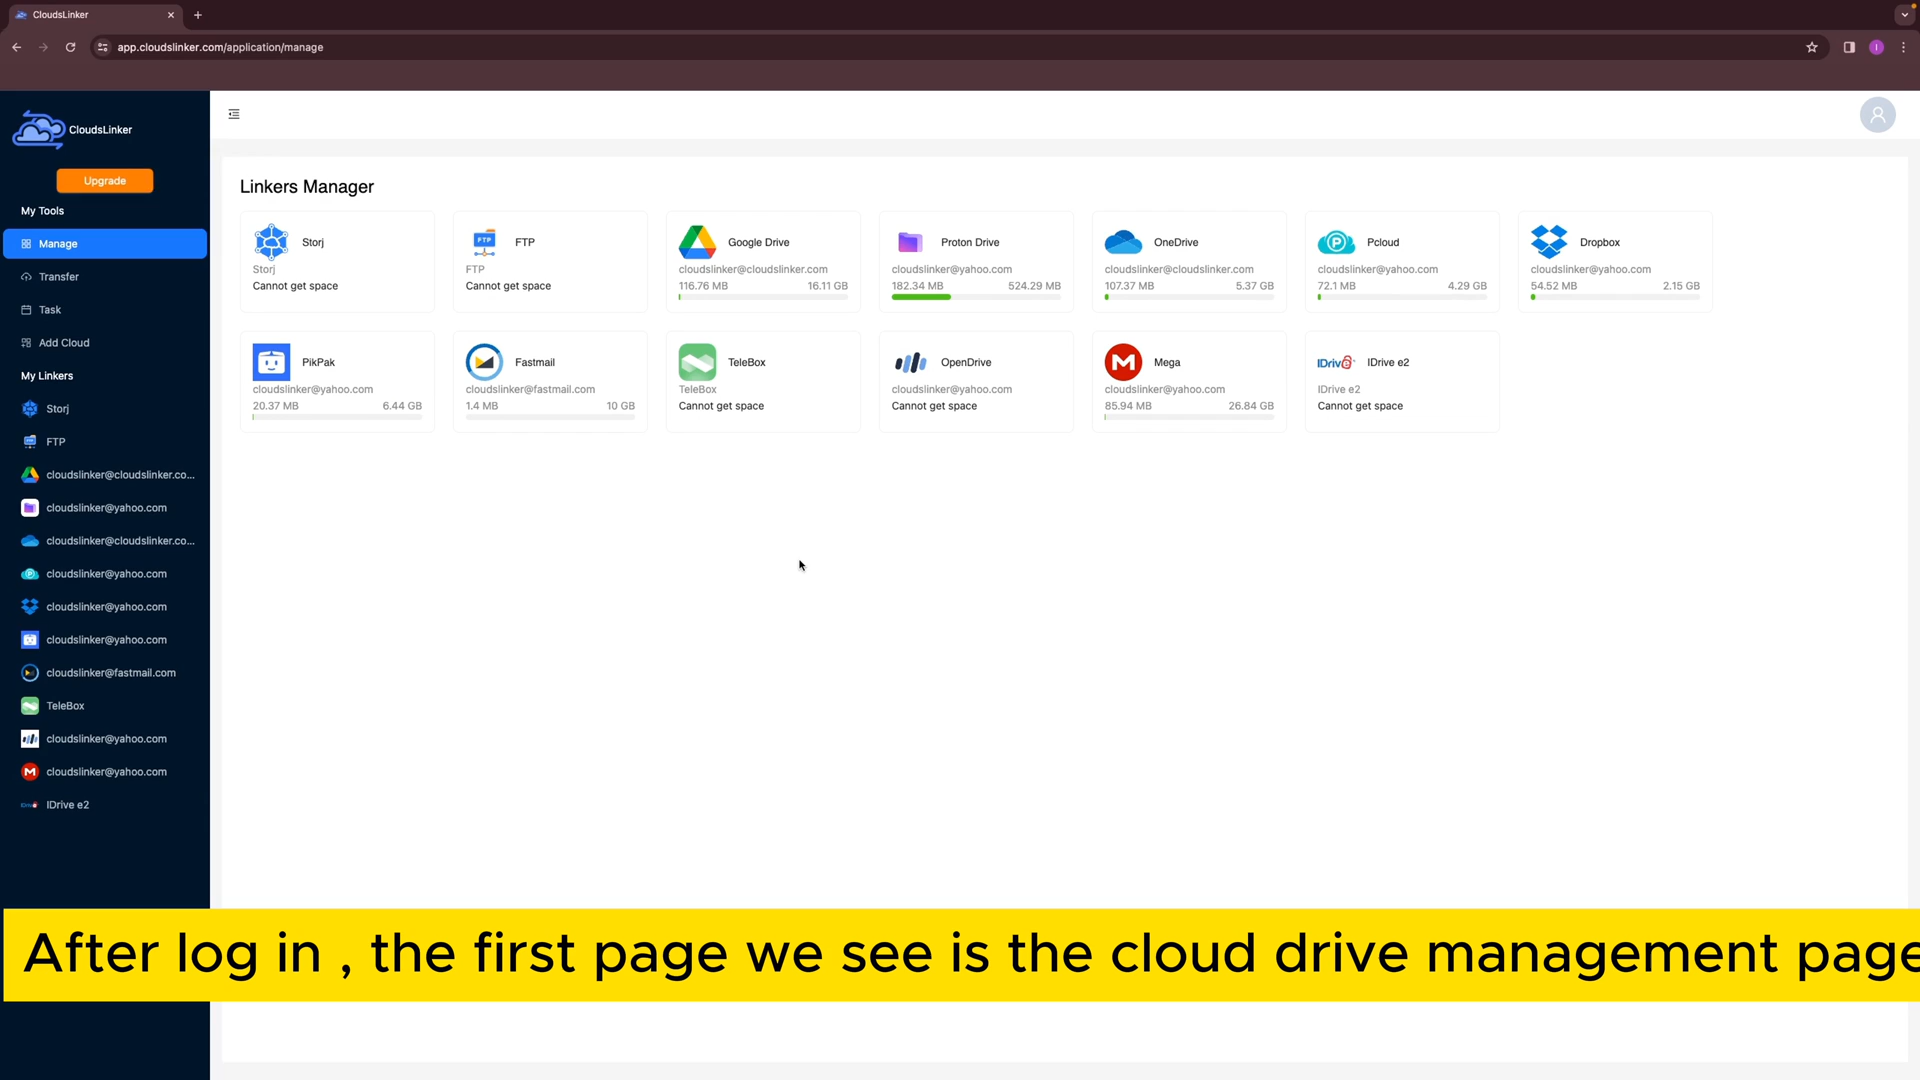 CloudsLinker
app.cloudslinker.com/application/manage
CloudsLinker
Upgrade
My Tools
Manage
Transfer
Task
Add Cloud
My Linkers
Storj
FTP
cloudslinker@cloudslinker.co...
cloudslinker@yahoo.com
cloudslinker@cloudslinker.co...
cloudslinker@yahoo.com
cloudslinker@yahoo.com
cloudslinker@yahoo.com
cloudslinker@fastmail.com
TeleBox
cloudslinker@yahoo.com
cloudslinker@yahoo.com
IDrive e2
Linkers Manager
Storj
Storj
Cannot get space
FTP
FTP
FTP
Cannot get space
Google Drive
cloudslinker@cloudslinker.com
116.76 MB 16.11 GB
Proton Drive
cloudslinker@yahoo.com
182.34 MB 524.29 MB
OneDrive
cloudslinker@cloudslinker.com
107.37 MB 5.37 GB
Pcloud
cloudslinker@yahoo.com
72.1 MB 4.29 GB
Dropbox
cloudslinker@yahoo.com
54.52 MB 2.15 GB
PikPak
cloudslinker@yahoo.com
20.37 MB 6.44 GB
Fastmail
cloudslinker@fastmail.com
1.4 MB 10 GB
TeleBox
TeleBox
Cannot get space
OpenDrive
cloudslinker@yahoo.com
Cannot get space
Mega
cloudslinker@yahoo.com
85.94 MB 26.84 GB
IDrive
IDrive e2
IDrive e2
Cannot get space
After log in , the first page we see is the cloud drive management page